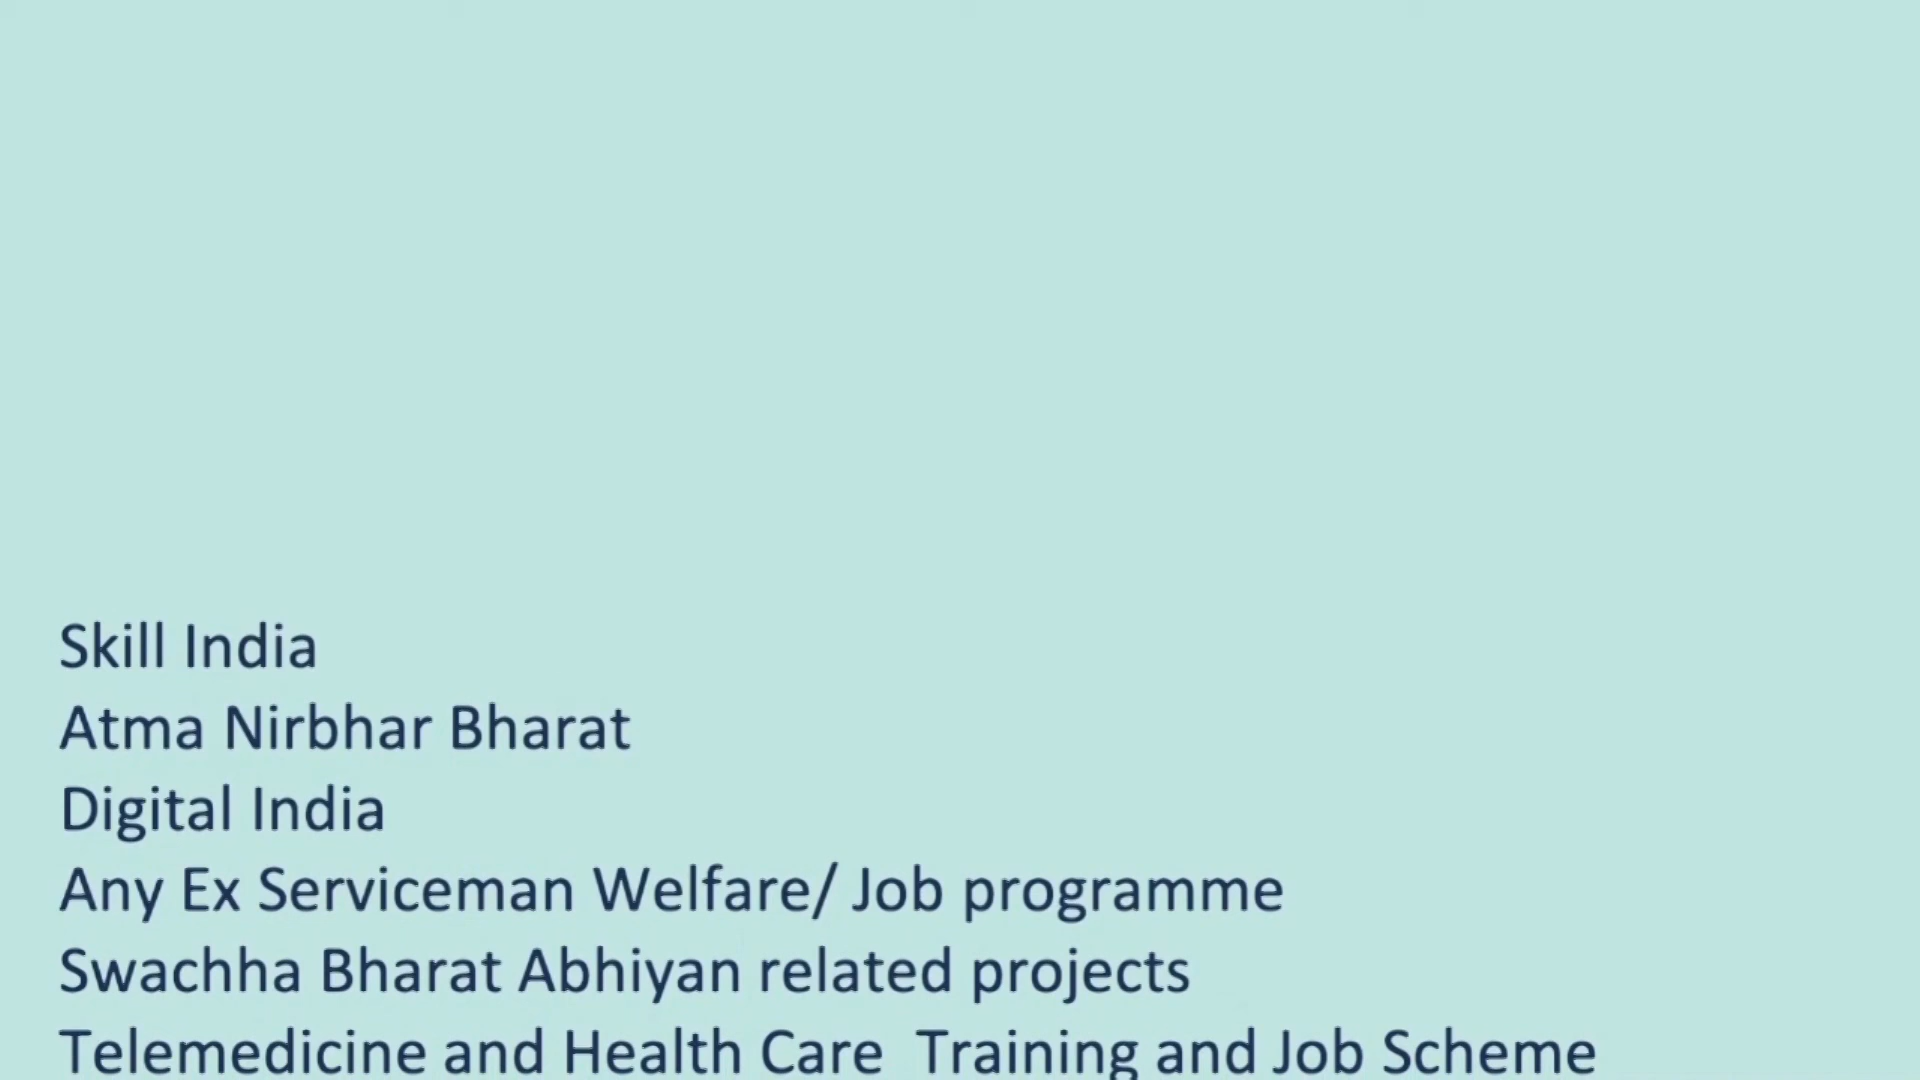 Skill India
Atma Nirbhar Bharat
Digital India
Any Ex Serviceman Welfare/ Job programme
Swachha Bharat Abhiyan related projects
Telemedicine and Health Care  Training and Job Scheme